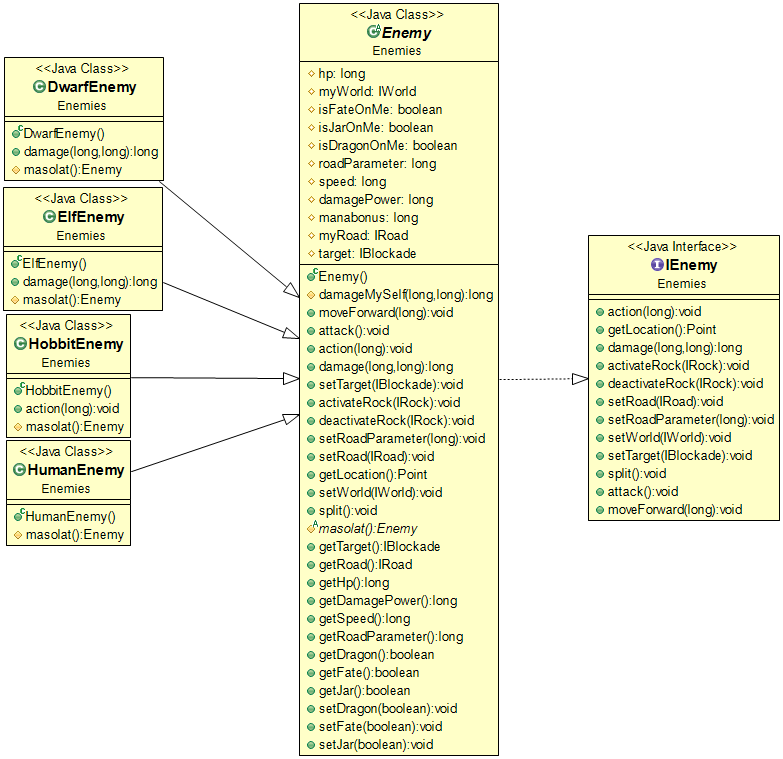 <<Java Class>>
DwarfEnemy
Enemies
DwarfEnemy()
damage(long,long):long
masolat():Enemy
<<Java Class>>
ElfEnemy
Enemies
ElfEnemy()
damage(long,long):long
masolat():Enemy
<<Java Class>>
HobbitEnemy
Enemies
HobbitEnemy()
action(long):void
masolat():Enemy
<<Java Class>>
HumanEnemy
Enemies
HumanEnemy()
masolat():Enemy
<<Java Class>>
Enemy
Enemies
hp: long
myWorld: IWorld
isFateOnMe: boolean
isJarOnMe: boolean
isDragonOnMe: boolean
roadParameter: long
speed: long
damagePower: long
manabonus: long
myRoad: IRoad
target: IBlockade
Enemy()
damageMySelf(long,long):long
moveForward(long):void
attack():void
action(long):void
damage(long,long):long
setTarget(IBlockade):void
activateRock(IRock):void
deactivateRock(IRock):void
setRoadParameter(long):void
setRoad(IRoad):void
getLocation():Point
setWorld(IWorld):void
split():void
masolat():Enemy
getTarget():IBlockade
getRoad():IRoad
getHp():long
getDamagePower():long
getSpeed():long
getRoadParameter():long
getDragon():boolean
getFate():boolean
getJar():boolean
setDragon(boolean):void
setFate(boolean):void
setJar(boolean):void
<<Java Interface>>
IEnemy
Enemies
action(long):void
getLocation():Point
damage(long,long):long
activateRock(IRock):void
deactivateRock(IRock):void
setRoad(IRoad):void
setRoadParameter(long):void
setWorld(IWorld):void
setTarget(IBlockade):void
split():void
attack():void
moveForward(long):void